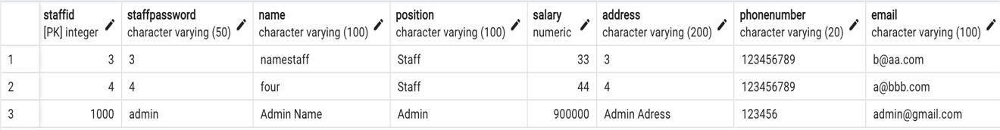 staffid staffpassword name position salary address phonenumber email
[PK] integer character varying (50) character varying (100) character varying (100) numeric character varying (200) character varying (20) character varying (100)
1 3 3 namestaff Staff 33 3 123456789 b@aa.com
2 4 4 four Staff 44 4 123456789 a@bbb.com
3 1000 admin Admin Name Admin 900000 Admin Adress 123456 admin@gmail.com